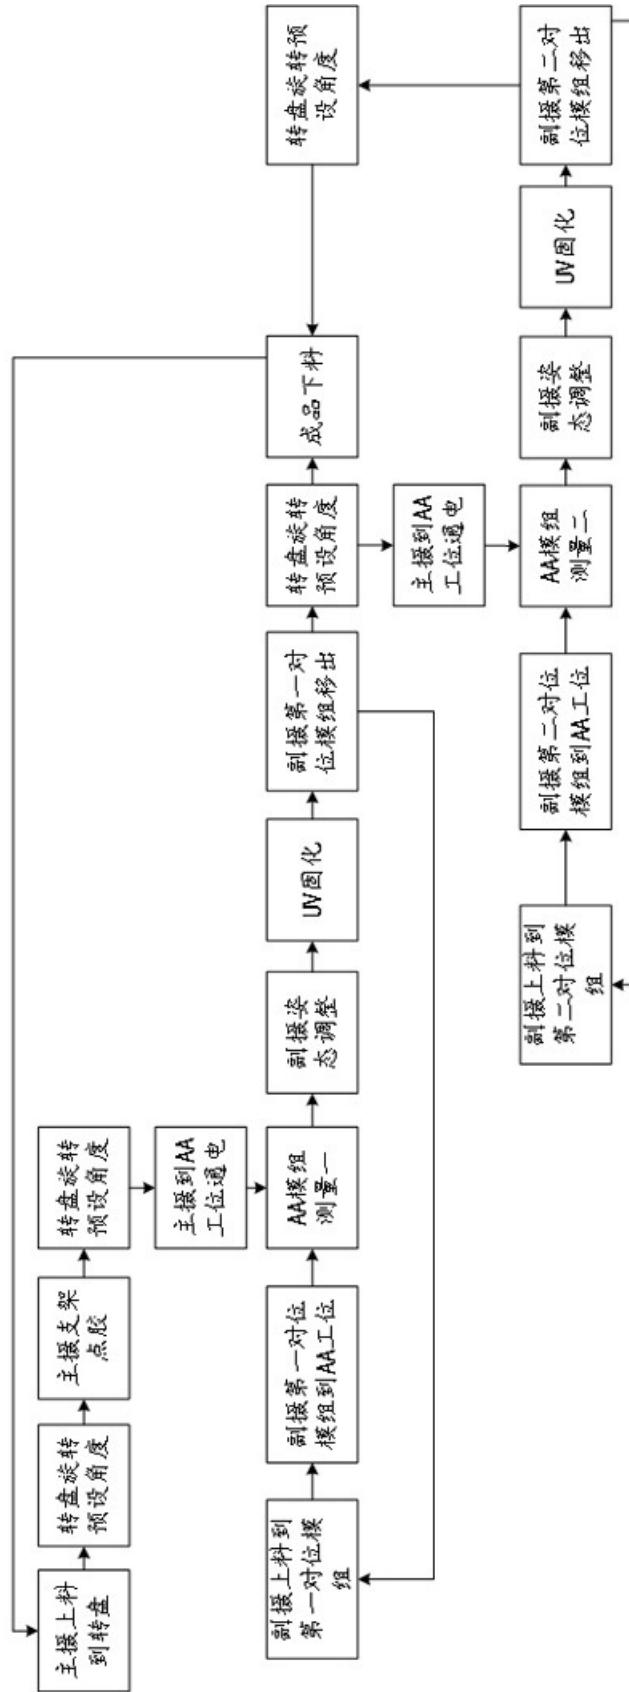 主摄上料
到转盘
转盘旋转
预设角度
主摄支架
点胶
转盘旋转
预设角度
主摄到AA
工位通电
副摄上料到
第一对位模
组
副摄第一对位
模组到AA工位
AA模组
测量一
副摄姿
态调整
UV固化
副摄第一对
位模组移出
转盘旋转
预设角度
成品下料
转盘旋转预
设角度
主摄到AA
工位通电
副摄上料到
第二对位模
组
副摄第二对位
模组到AA工位
AA模组
测量二
副摄姿
态调整
UV固化
副摄第二对
位模组移出